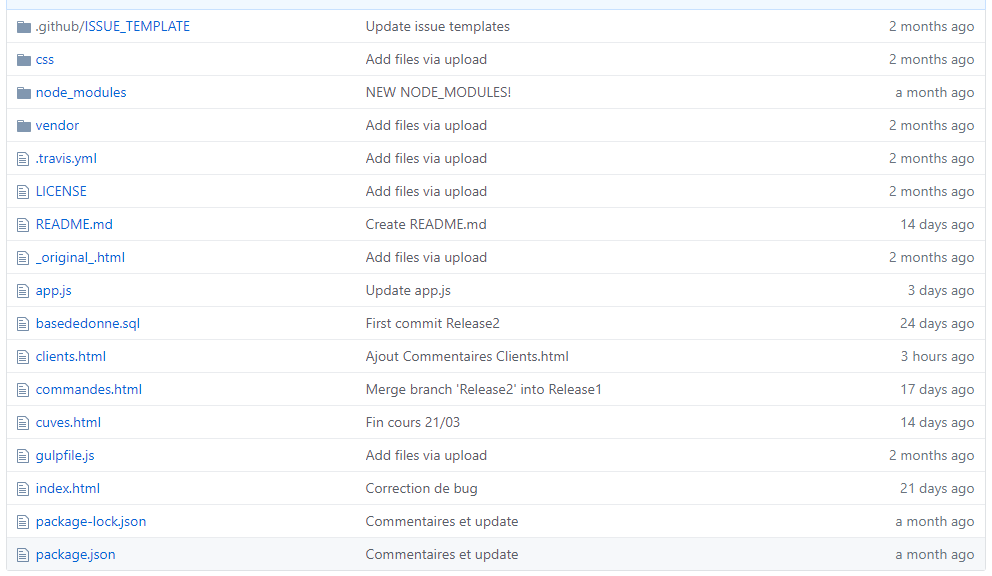 .github/ISSUE_TEMPLATE Update issue templates 2 months ago
css Add files via upload 2 months ago
node_modules NEW NODE_MODULES! a month ago
vendor Add files via upload 2 months ago
.travis.yml Add files via upload 2 months ago
LICENSE Add files via upload 2 months ago
README.md Create README.md 14 days ago
_original_.html Add files via upload 2 months ago
app.js Update app.js 3 days ago
basededonne.sql First commit Release2 24 days ago
clients.html Ajout Commentaires Clients.html 3 hours ago
commandes.html Merge branch 'Release2' into Release1 17 days ago
cuves.html Fin cours 21/03 14 days ago
gulpfile.js Add files via upload 2 months ago
index.html Correction de bug 21 days ago
package-lock.json Commentaires et update a month ago
package.json Commentaires et update a month ago